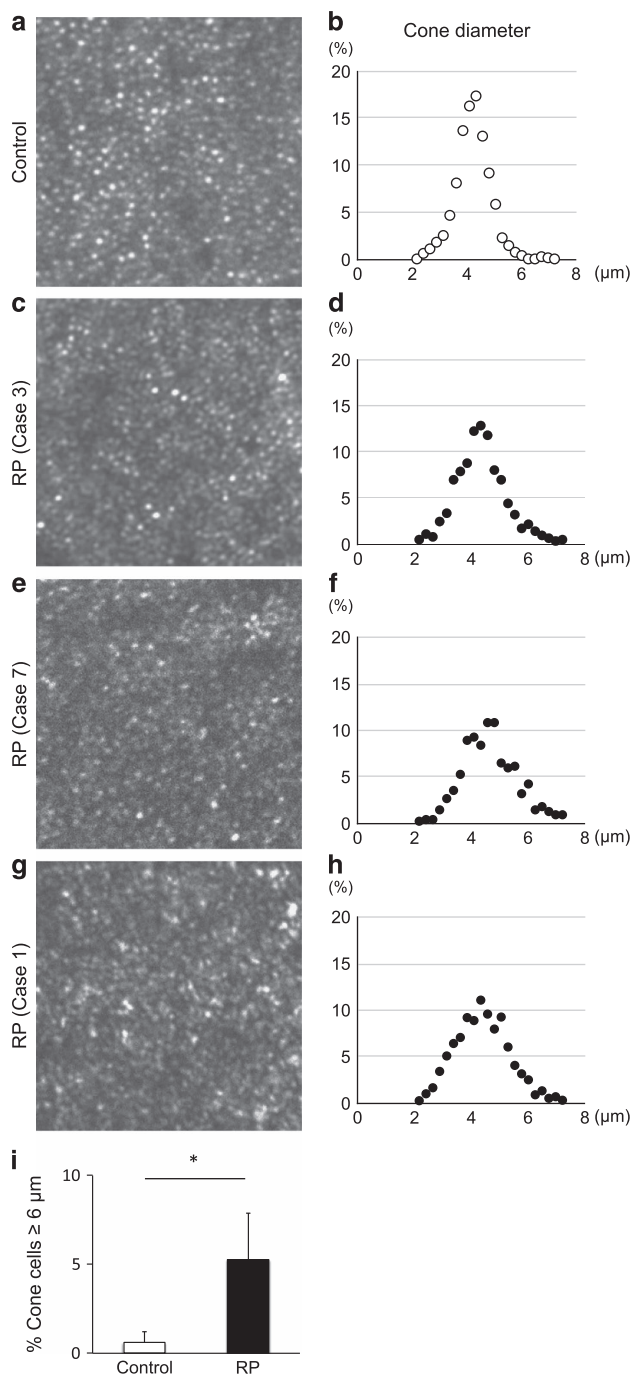 a
Control
b
Cone diameter
(%)
20
15
10
5
0
0 2 4 6 8 (μm)
c
RP (Case 3)
d
(%)
20
15
10
5
0
0 2 4 6 8 (μm)
e
RP (Case 7)
f
(%)
20
15
10
5
0
0 2 4 6 8 (μm)
g
RP (Case 1)
h
(%)
20
15
10
5
0
0 2 4 6 8 (μm)
i
% Cone cells ≥ 6 μm
10
5
0
*
Control RP